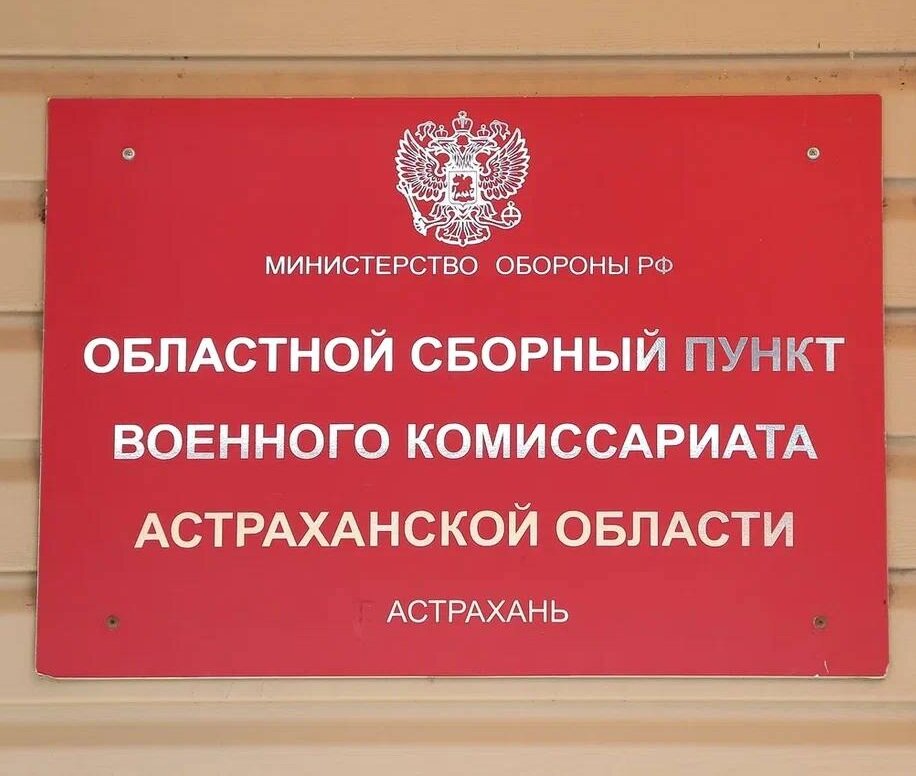 МИНИСТЕРСТВО ОБОРОНЫ РФ
ОБЛАСТНОЙ СБОРНЫЙ ПУНКТ
ВОЕННОГО КОМИССАРИАТА
АСТРАХАНСКОЙ ОБЛАСТИ
АСТРАХАНЬ